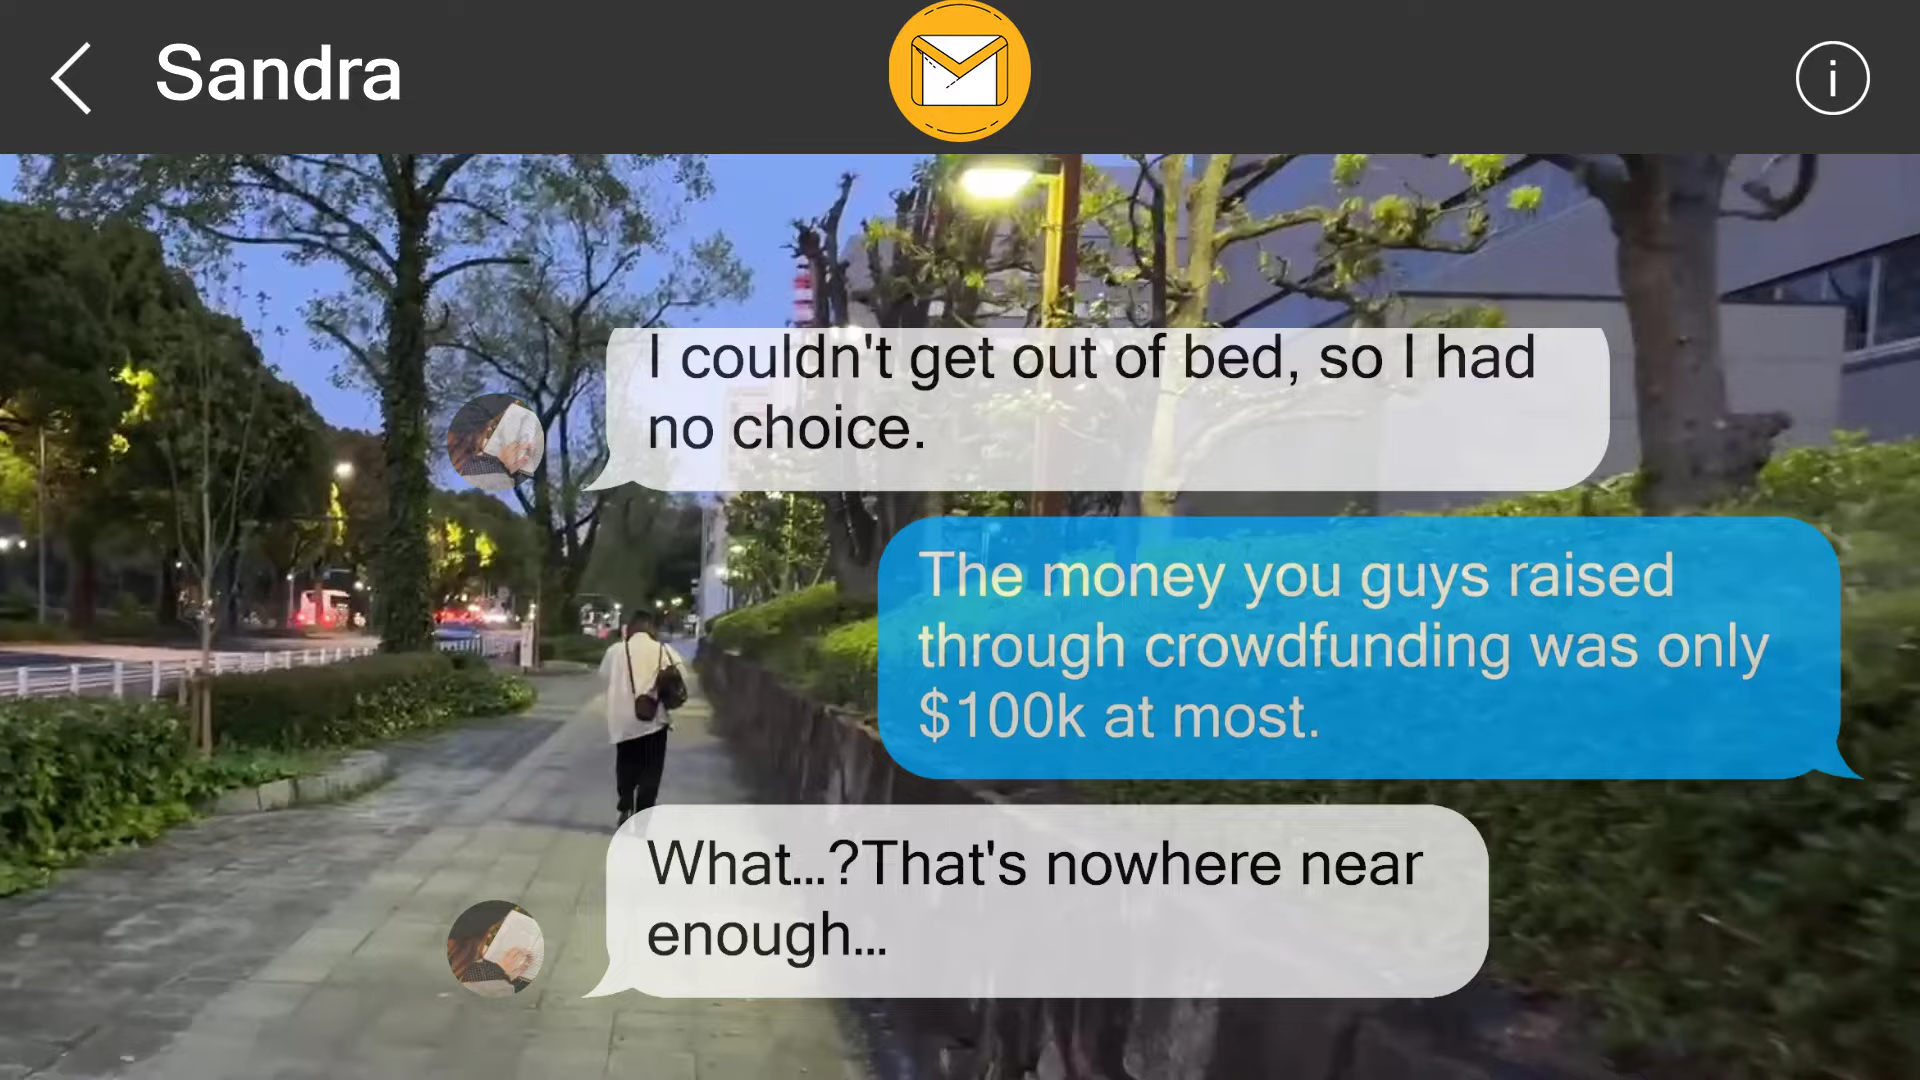 Sandra
I couldn't get out of bed, so I had
no choice.
The money you guys raised
through crowdfunding was only
$100k at most.
What...?That's nowhere near
enough...